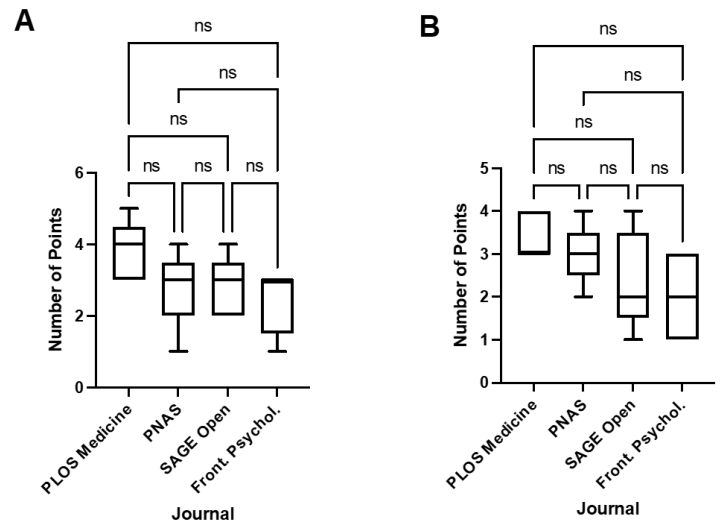 A
ns
ns
ns
ns
ns
ns
6
4
2
0
Number of Points
PLOS Medicine
PNAS
SAGE Open
Front. Psychol.
Journal
B
ns
ns
ns
ns
ns
ns
5
4
3
2
1
0
Number of Points
PLOS Medicine
PNAS
SAGE Open
Front. Psychol.
Journal